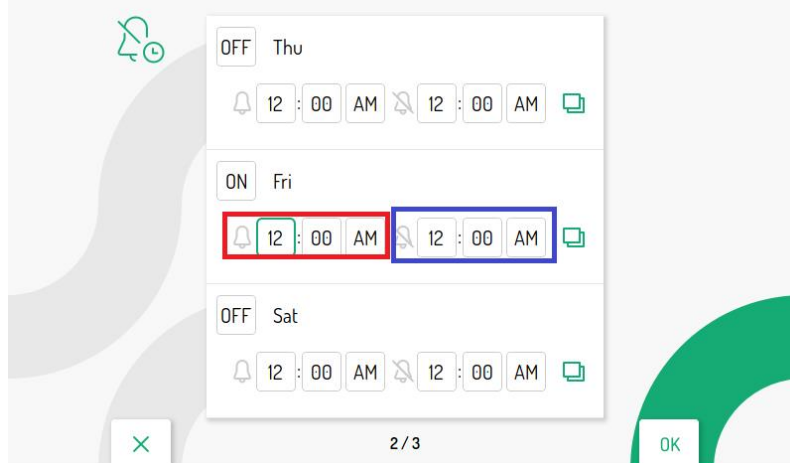 OFF Thu
12 : 00 AM 12 : 00 AM
ON Fri
12 : 00 AM 12 : 00 AM
OFF Sat
12 : 00 AM 12 : 00 AM
2/3
OK